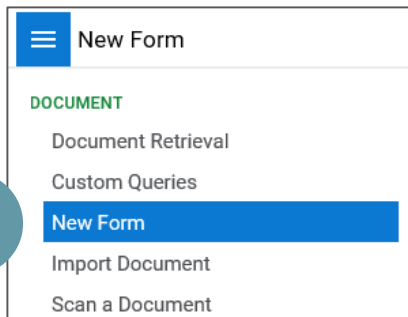 New Form
DOCUMENT
Document Retrieval
Custom Queries
New Form
Import Document
Scan a Document